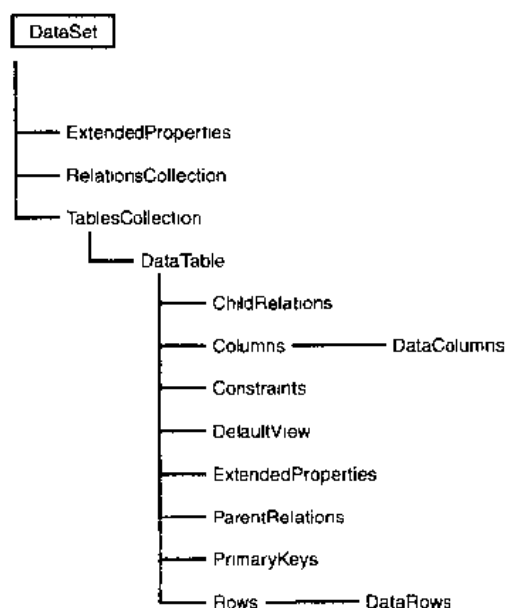 DataSet
ExtendedProperties
RelationsCollection
TablesCollection
DataTable
ChildRelations
Columns DataColumns
Constraints
DefaultView
ExtendedProperties
ParentRelations
PrimaryKeys
Rows DataRows